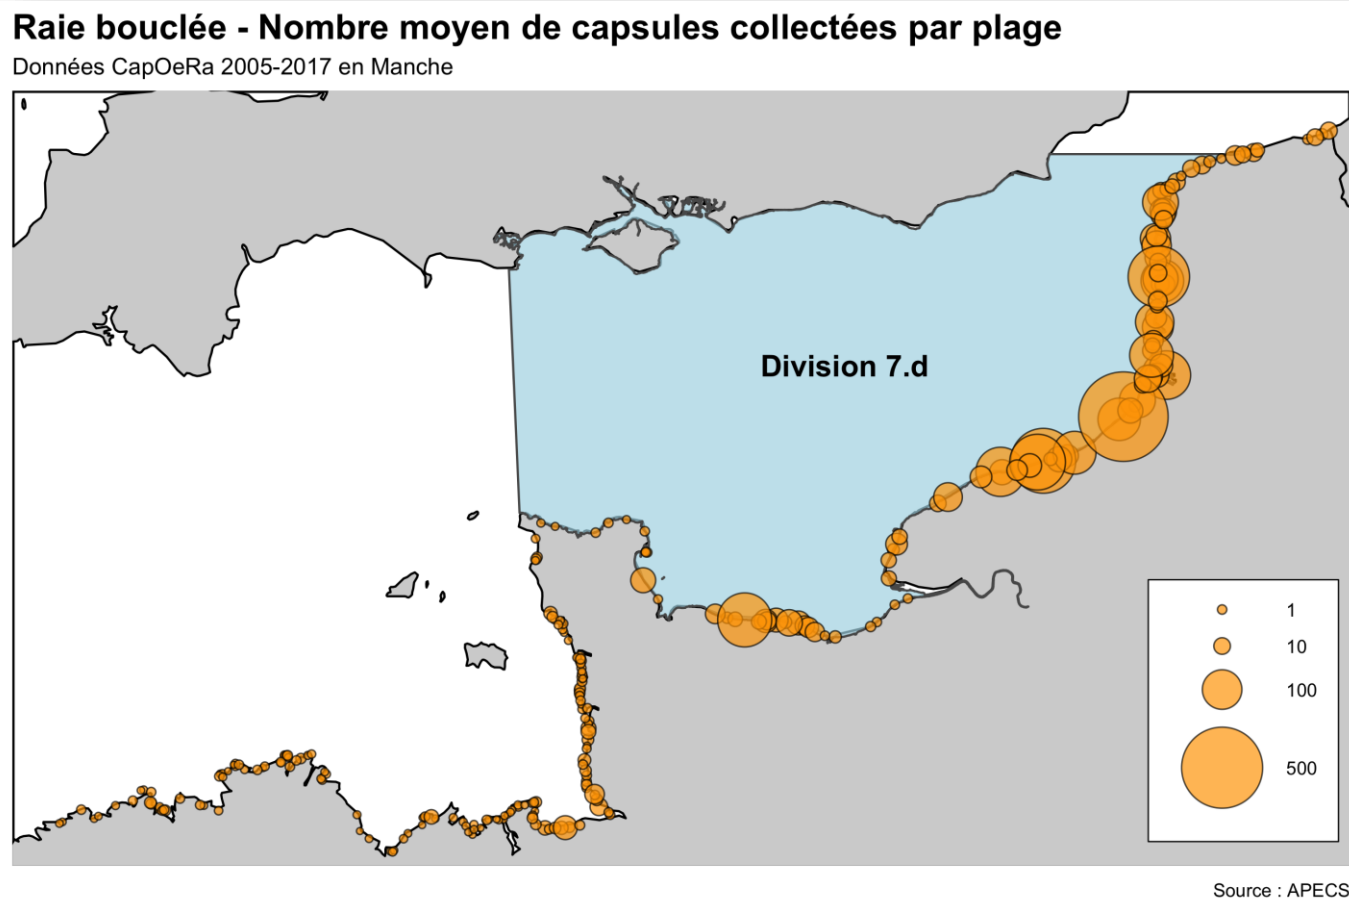 Raie bouclée - Nombre moyen de capsules collectées par plage
Données CapOeRa 2005-2017 en Manche
Division 7.d
1
10
100
500
Source : APECS